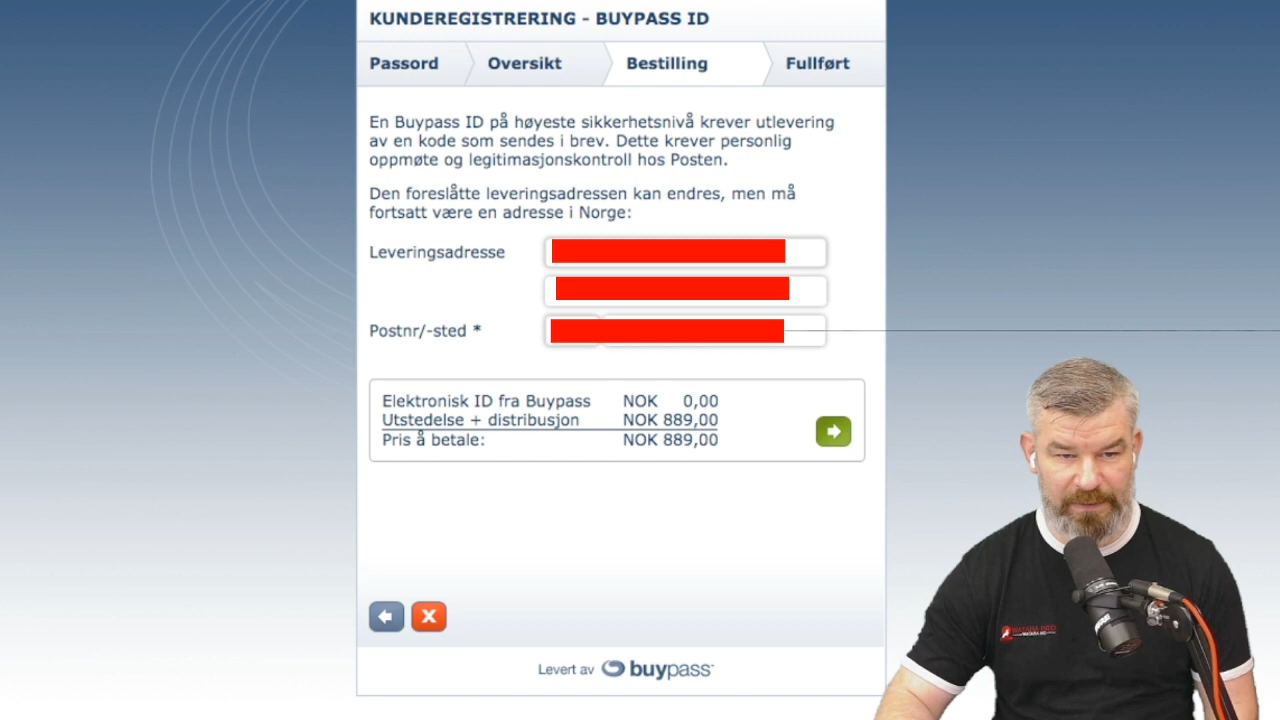 KUNDEREGISTRERING - BUYPASS ID
Passord
Oversikt
Bestilling
Fullført
En Buypass ID på høyeste sikkerhetsnivå krever utlevering
av en kode som sendes i brev. Dette krever personlig
oppmøte og legitimasjonskontroll hos Posten.
Den foreslåtte leveringsadressen kan endres, men må
fortsatt være en adresse i Norge:
Leveringsadresse
Postnr/-sted *
Elektronisk ID fra Buypass NOK 0,00
Utstedelse + distribusjon NOK 889,00
Pris å betale: NOK 889,00
Levert av buypass